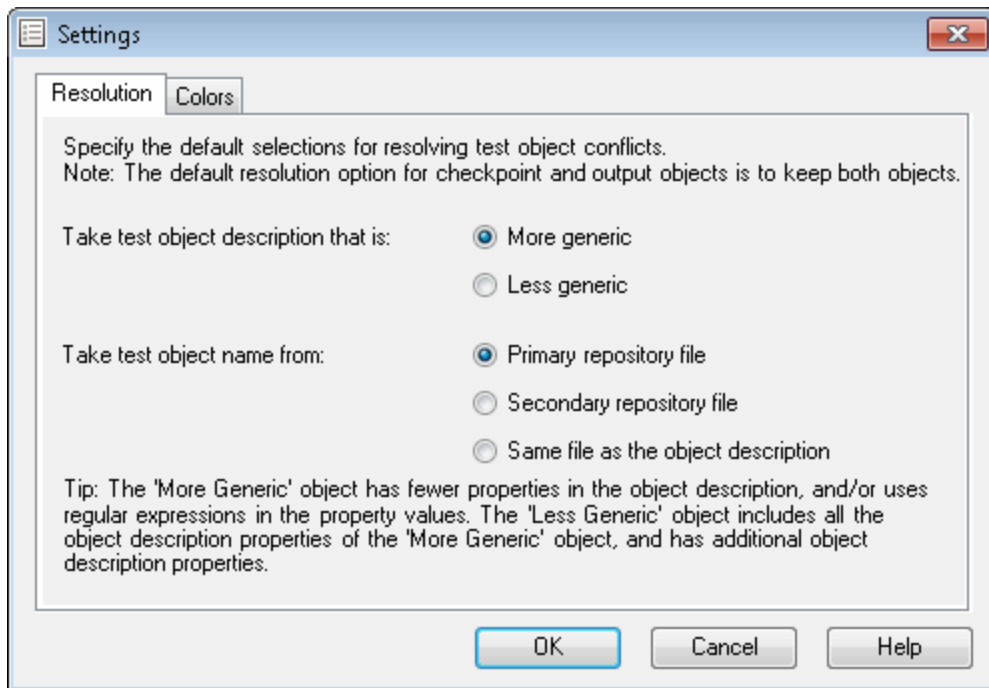 Settings
Resolution
Colors
Specify the default selections for resolving test object conflicts.
Note: The default resolution option for checkpoint and output objects is to keep both objects.
Take test object description that is:
More generic
Less generic
Take test object name from:
Primary repository file
Secondary repository file
Same file as the object description
Tip: The 'More Generic' object has fewer properties in the object description, and/or uses
regular expressions in the property values. The 'Less Generic' object includes all the
object description properties of the 'More Generic' object, and has additional object
description properties.
OK
Cancel
Help